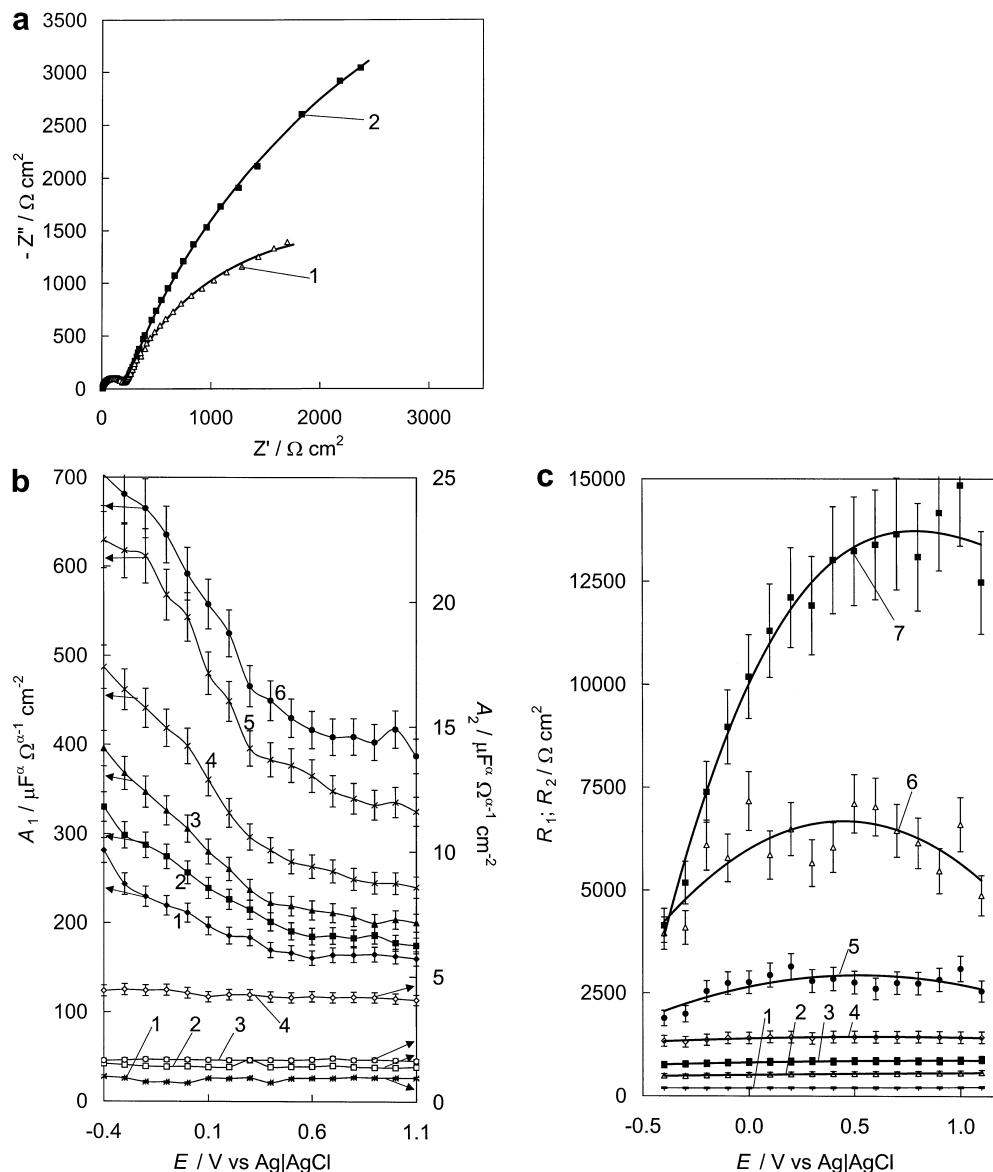 a
3500
3000
2500
2000
1500
1000
500
0
- Z'' / Ω cm²
2
1
0 1000 2000 3000
Z' / Ω cm²
b
700
600
500
400
300
200
100
0
A₁ / μFᵅ Ωᵅ⁻¹ cm⁻²
25
20
15
10
5
0
A₂ / μFᵅ Ωᵅ⁻¹ cm⁻²
6
5
4
3
2
1
1 2 3
4
-0.4 0.1 0.6 1.1
E / V vs Ag|AgCl
c
15000
12500
10000
7500
5000
2500
0
R₁; R₂ / Ω cm²
7
6
5
1 2 3 4
-0.5 0.0 0.5 1.0
E / V vs Ag|AgCl